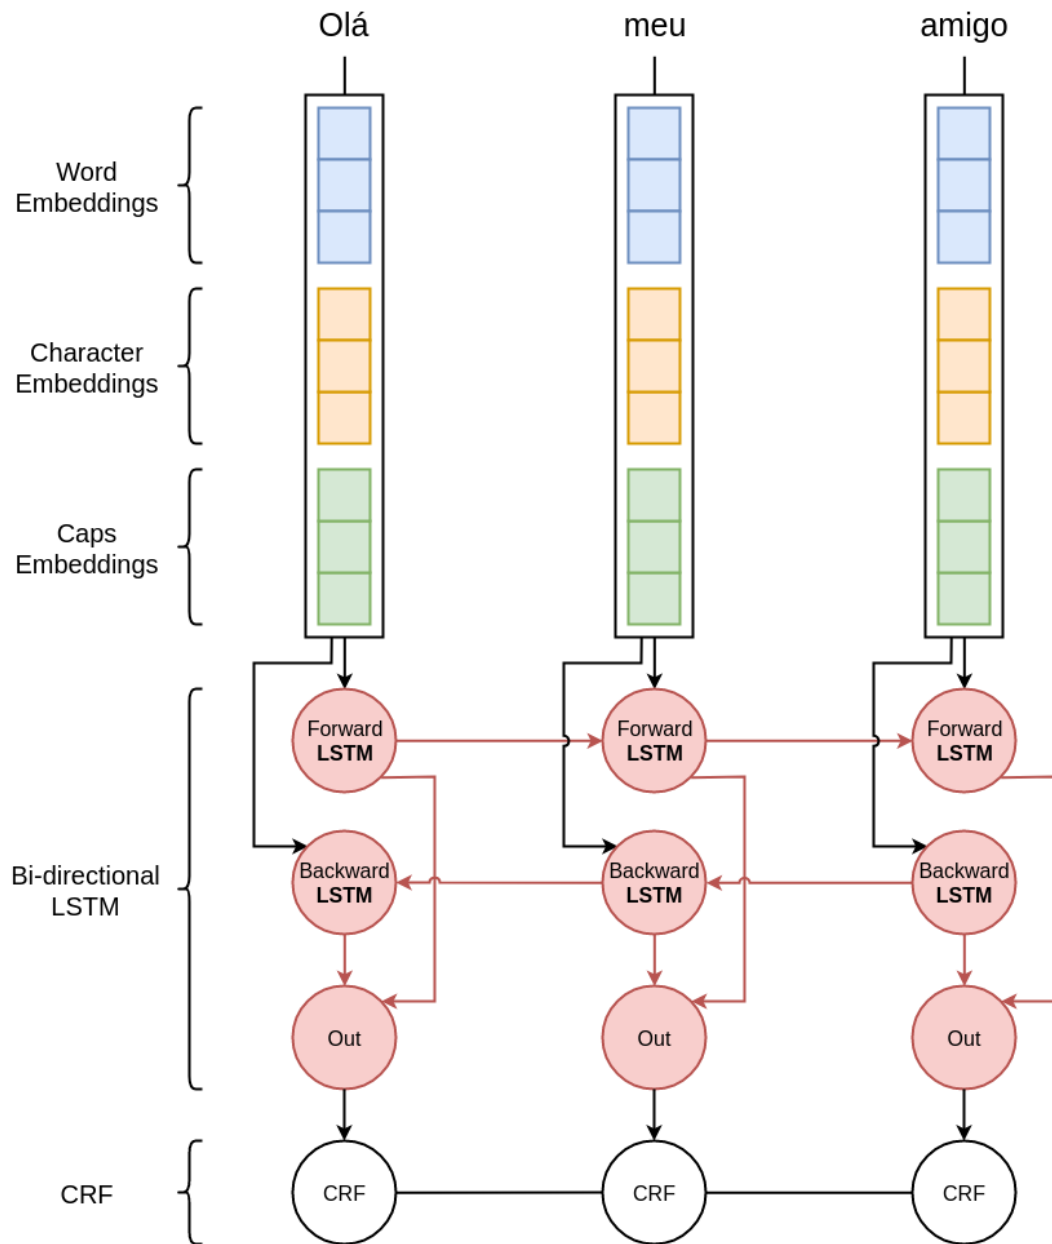 Olá meu amigo
Word
Embeddings
Character
Embeddings
Caps
Embeddings
Forward
LSTM
Forward
LSTM
Forward
LSTM
Bi-directional
LSTM
Backward
LSTM
Backward
LSTM
Backward
LSTM
Out Out Out
CRF
CRF CRF CRF